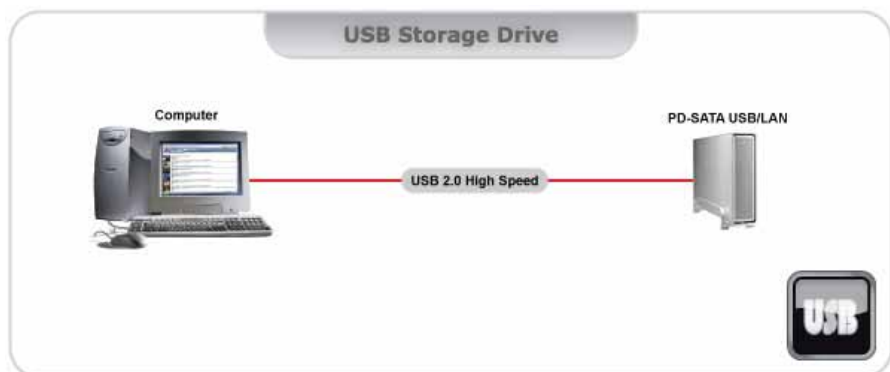 USB Storage Drive
Computer
PD-SATA USB/LAN
USB 2.0 High Speed
USB